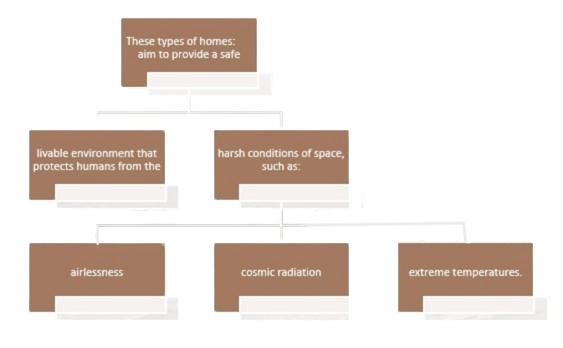 These types of homes:
aim to provide a safe
livable environment that
protects humans from the
harsh conditions of space,
such as:
airlessness
cosmic radiation
extreme temperatures.